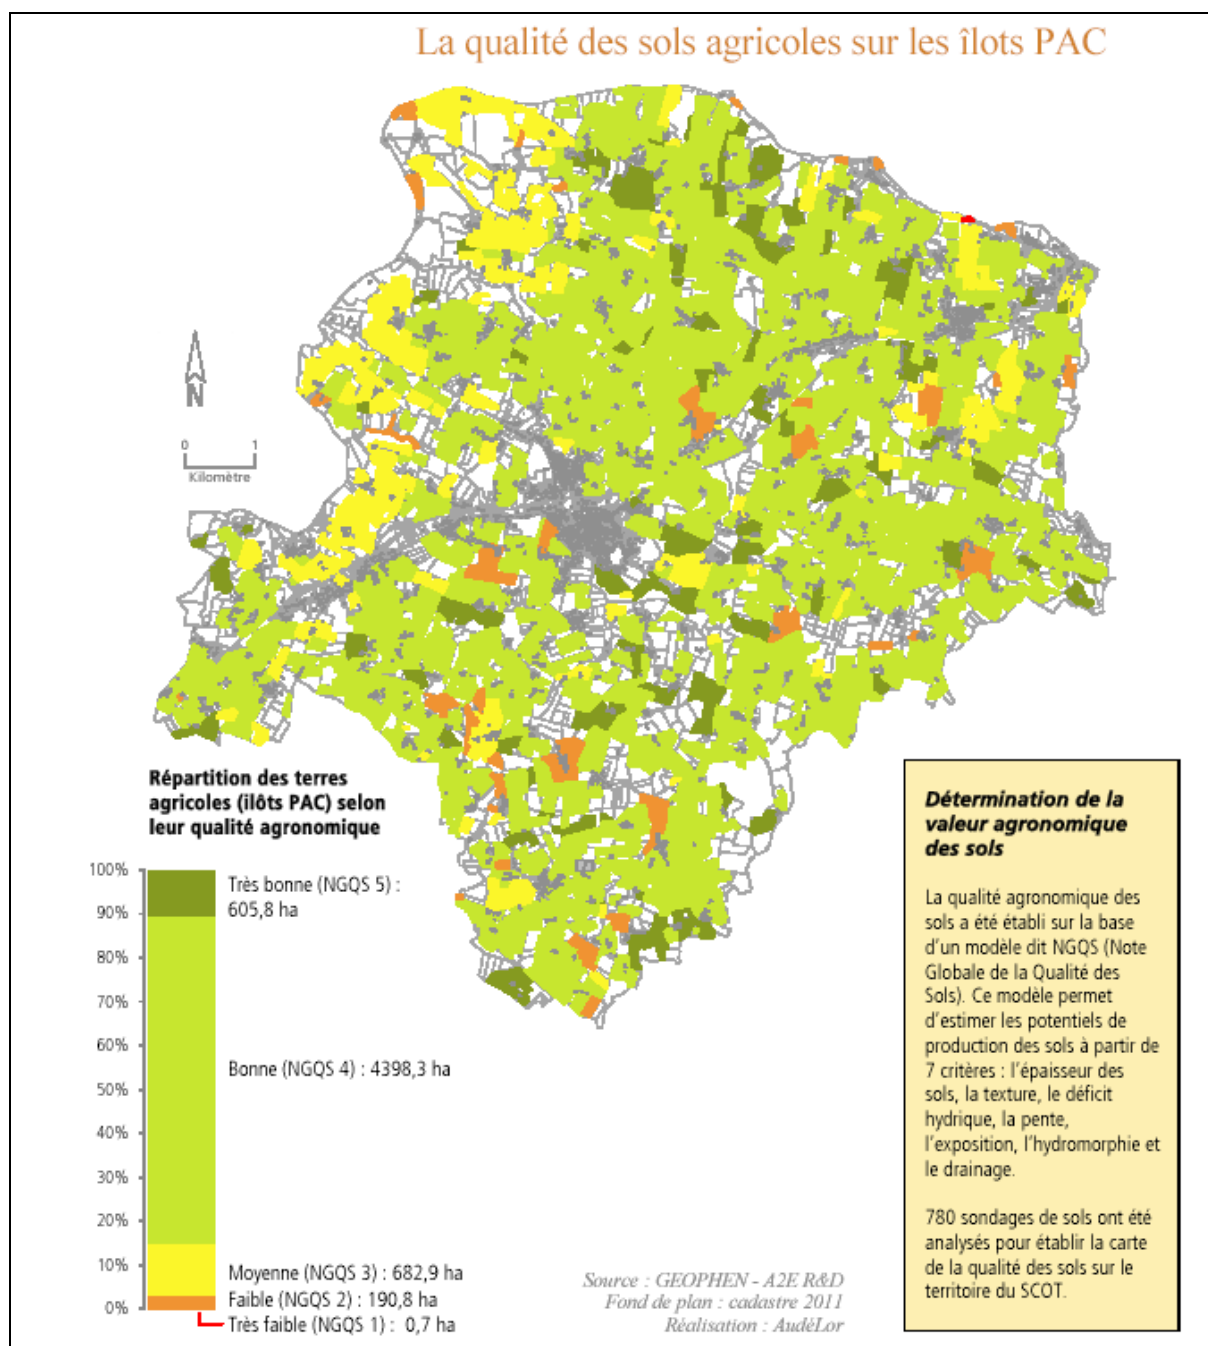 La qualité des sols agricoles sur les îlots PAC
N
0 1
Kilomètre
Répartition des terres
agricoles (ilôts PAC) selon
leur qualité agronomique
100%
90%
80%
70%
60%
50%
40%
30%
20%
10%
0%
Très bonne (NGQS 5) :
605,8 ha
Bonne (NGQS 4) : 4398,3 ha
Moyenne (NGQS 3) : 682,9 ha
Faible (NGQS 2) : 190,8 ha
Très faible (NGQS 1) : 0,7 ha
Source : GEOPHEN - A2E R&D
Fond de plan : cadastre 2011
Réalisation : AudéLor
Détermination de la
valeur agronomique
des sols
La qualité agronomique des
sols a été établi sur la base
d'un modèle dit NGQS (Note
Globale de la Qualité des
Sols). Ce modèle permet
d'estimer les potentiels de
production des sols à partir de
7 critères : l'épaisseur des
sols, la texture, le déficit
hydrique, la pente,
l'exposition, l'hydromorphie et
le drainage.
780 sondages de sols ont été
analysés pour établir la carte
de la qualité des sols sur le
territoire du SCOT.